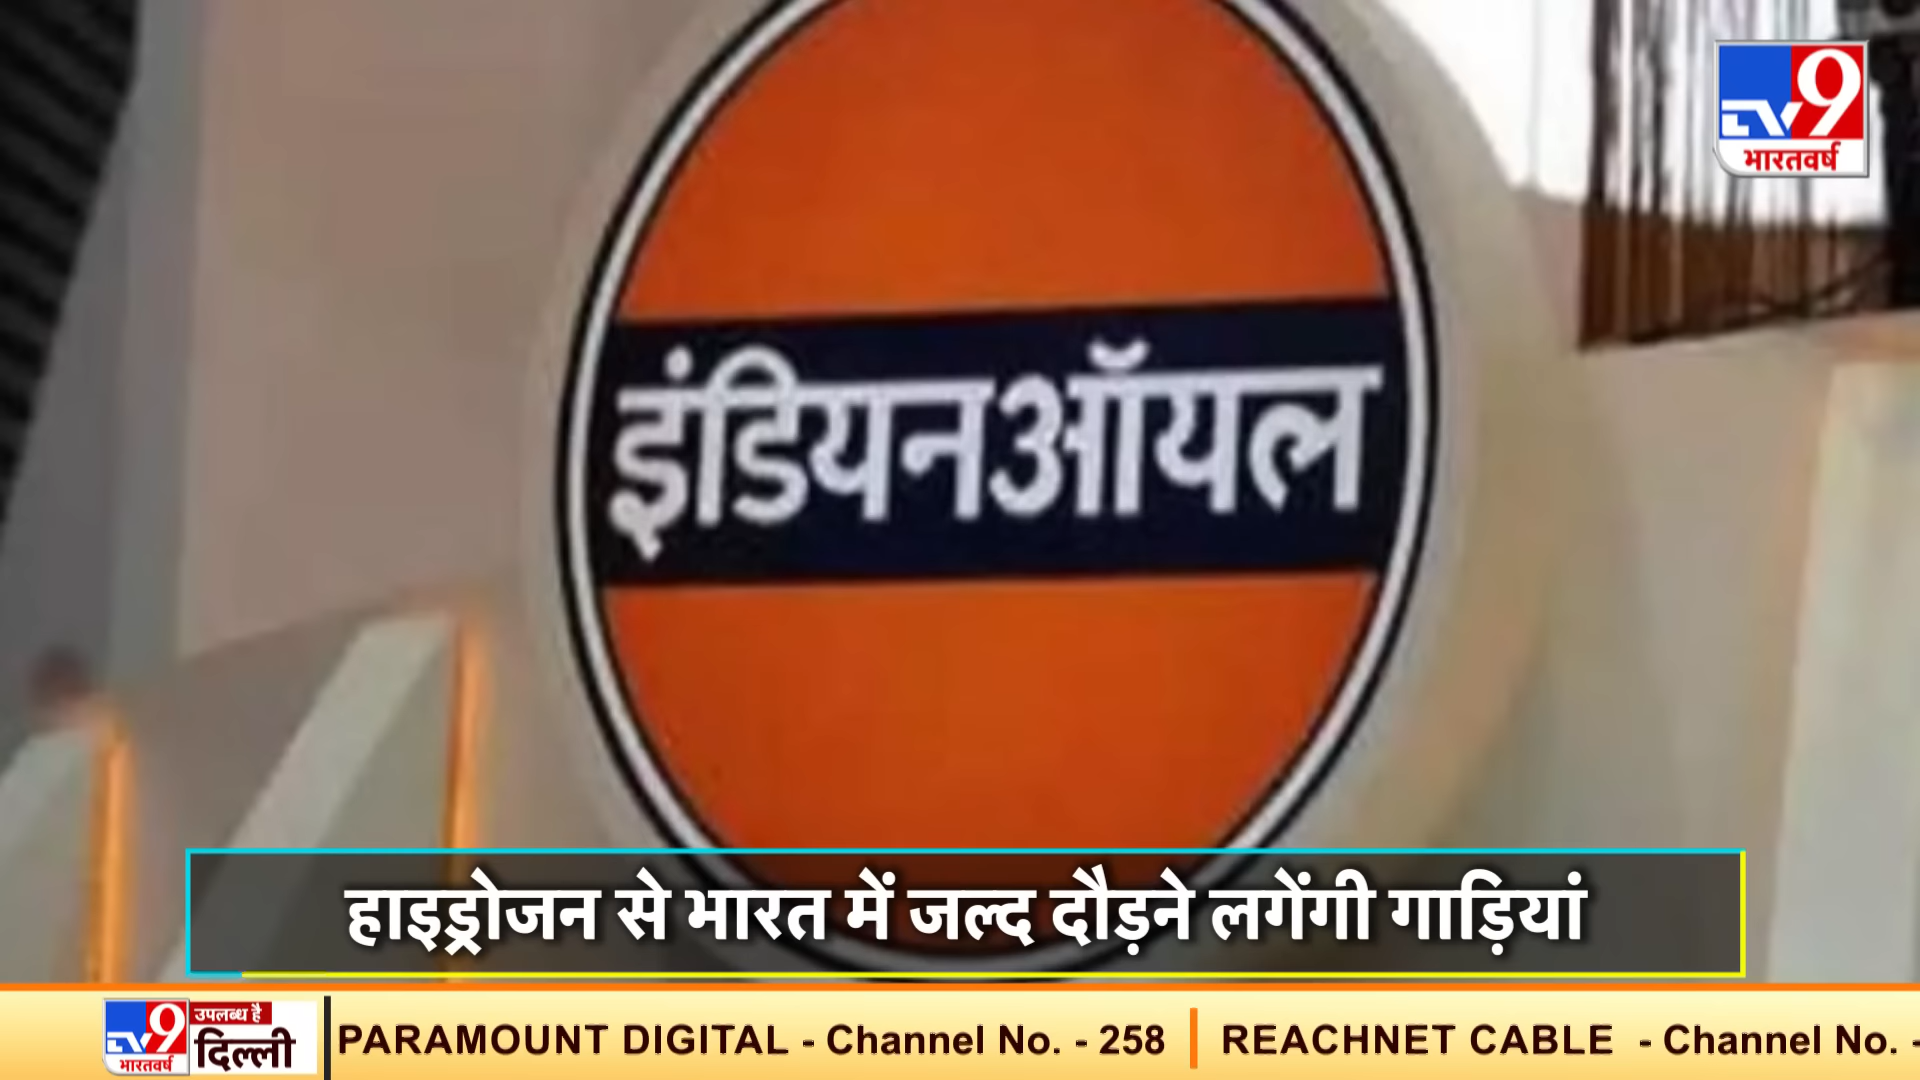 TV9
भारतवर्ष
इंडियनऑयल
हाइड्रोजन से भारत में जल्द दौड़ने लगेंगी गाड़ियां
TV9
भारतवर्ष
उपलब्ध है
दिल्ली
PARAMOUNT DIGITAL - Channel No. - 258 | REACHNET CABLE - Channel No. -